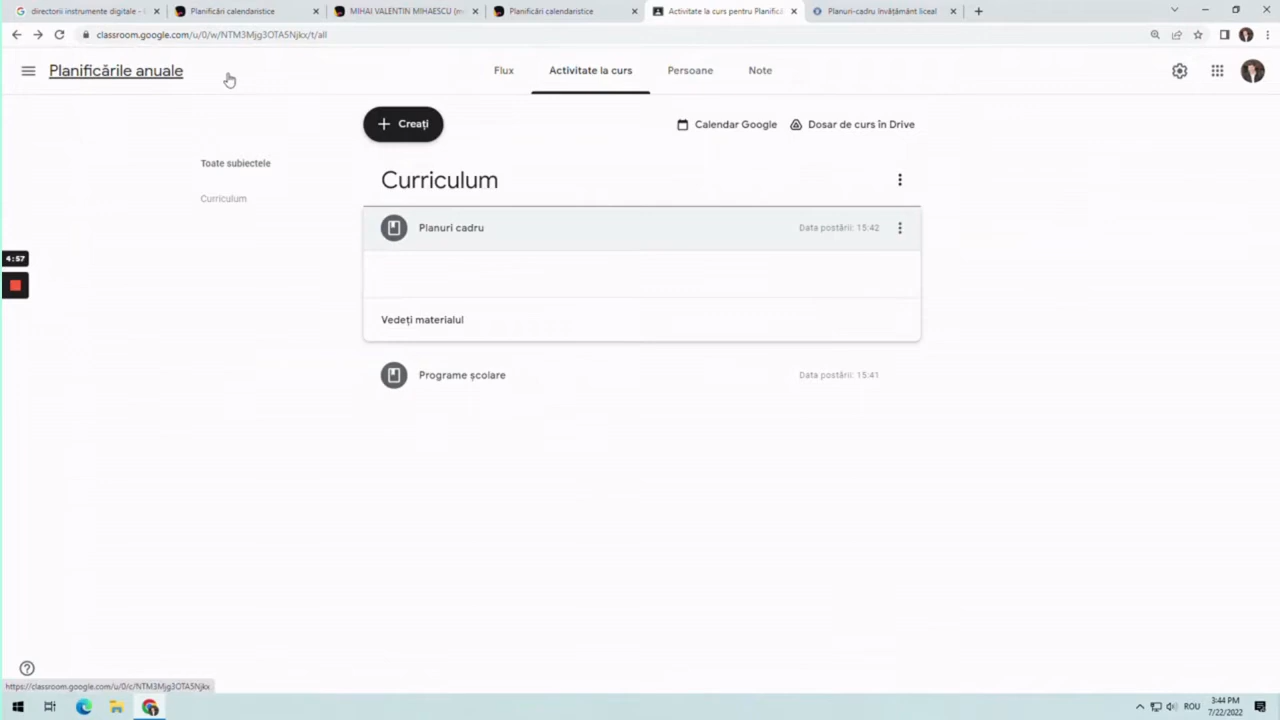 directorii instrumente digitale -
Planificări calendaristice
MIHAI VALENTIN MIHAESCU (m
Planificări calendaristice
Activitate la curs pentru Planifică
Planuri-cadru învățământ liceal
classroom.google.com/u/0/w/NTM3Mjg3OTA5Njkx/t/all
Planificările anuale
Flux
Activitate la curs
Persoane
Note
Creați
Calendar Google
Dosar de curs în Drive
Toate subiectele
Curriculum
Curriculum
Planuri cadru
Data postării: 15:42
4:57
Vedeți materialul
Programe școlare
Data postării: 15:41
https://classroom.google.com/u/0/c/NTM3Mjg3OTA5Njkx
ROU
3:44 PM
7/22/2022